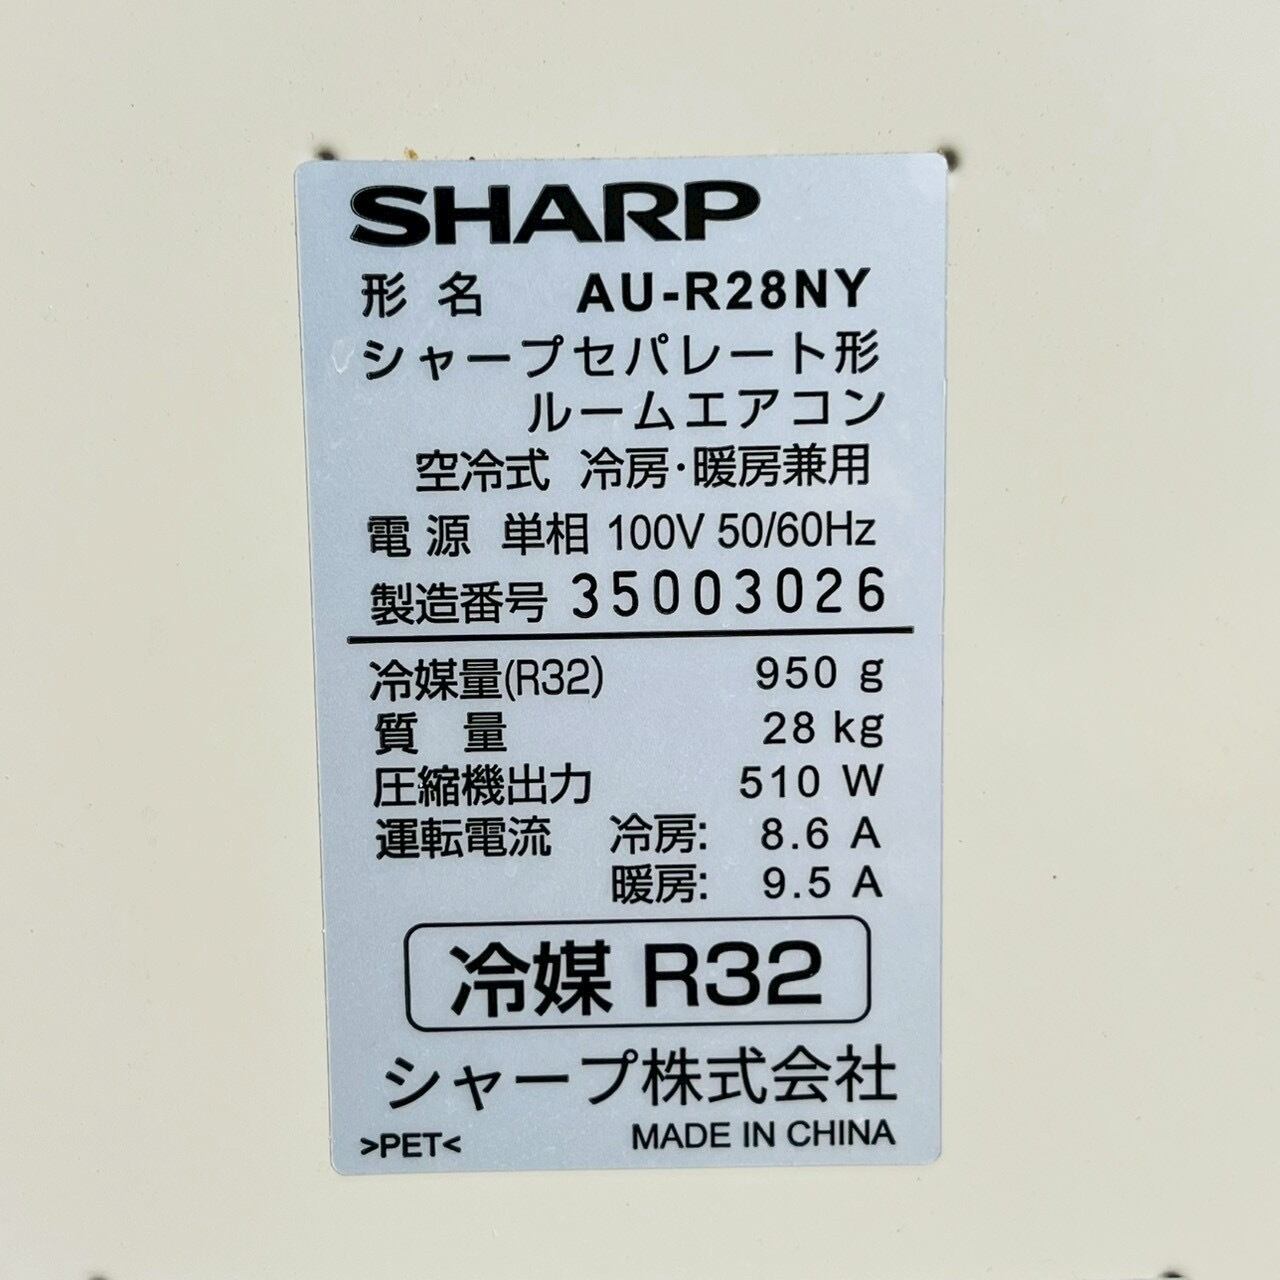 SHARP
形名 AU-R28NY
シャープセパレート形
ルームエアコン
空冷式 冷房・暖房兼用
電源 単相 100V 50/60Hz
製造番号 35003026
冷媒量(R32) 950 g
質量 28 kg
圧縮機出力 510 W
運転電流 冷房: 8.6 A
暖房: 9.5 A
冷媒 R32
シャープ株式会社
>PET< MADE IN CHINA